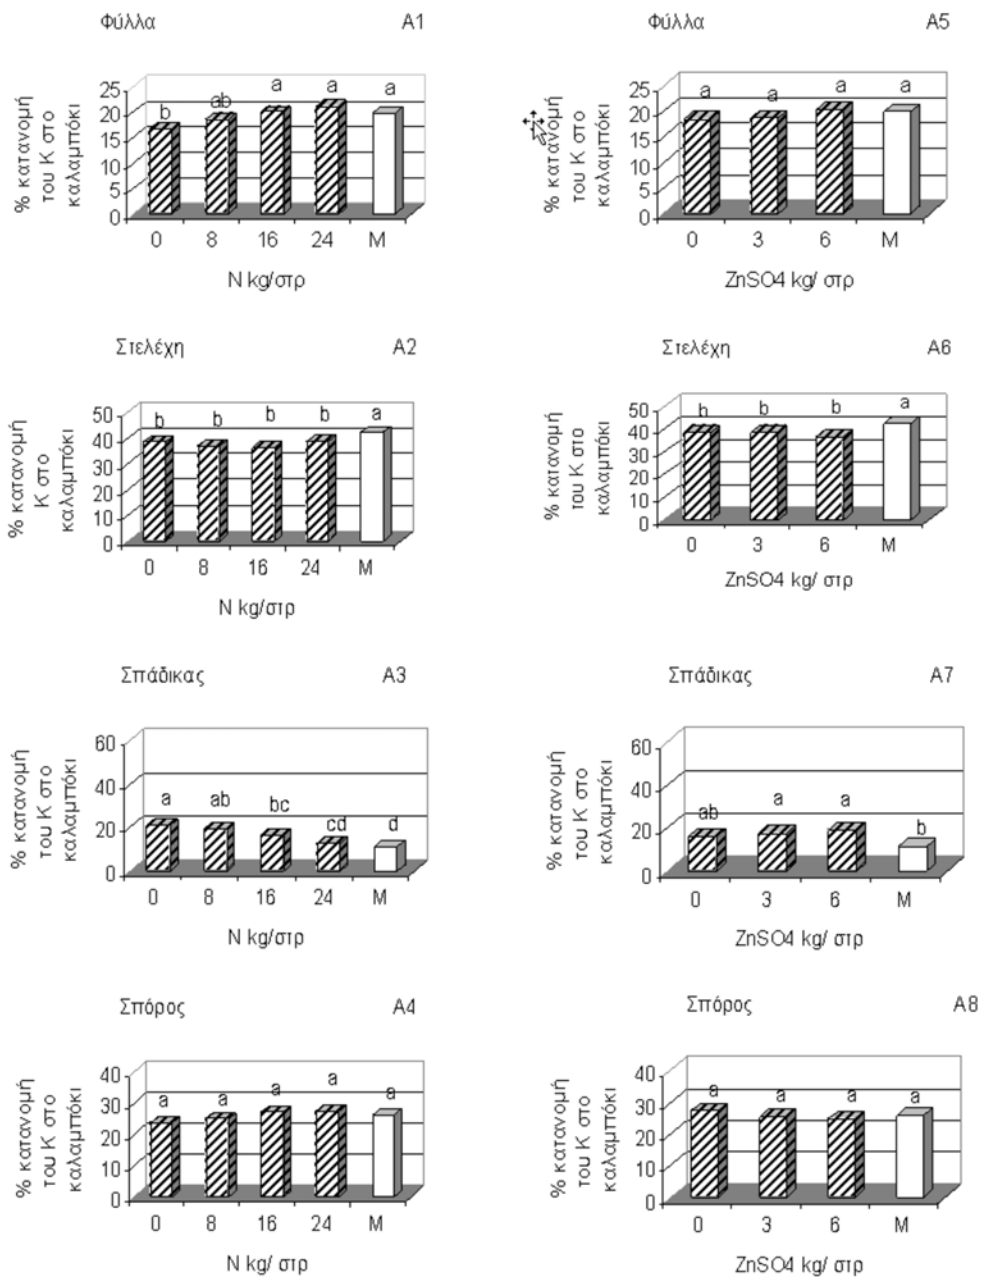 Φύλλα A1
% κατανομή
του Κ στο
καλαμπόκι
25
20
15
10
5
0
b ab a a a
0 8 16 24 M
N kg/στρ
Φύλλα A5
% κατανομή
του Κ στο
καλαμπόκι
25
20
15
10
5
0
a a a a
0 3 6 M
ZnSO4 kg/ στρ
Στελέχη A2
% κατανομή
Κ στο
καλαμπόκι
50
40
30
20
10
0
b b b b a
0 8 16 24 M
N kg/στρ
Στελέχη A6
% κατανομή
του Κ στο
καλαμπόκι
50
40
30
20
10
0
b b b a
0 3 6 M
ZnSO4 kg/ στρ
Σπάδικας A3
% κατανομή
του Κ στο
καλαμπόκι
60
40
20
0
a ab bc cd d
0 8 16 24 M
N kg/στρ
Σπάδικας A7
% κατανομή
του Κ στο
καλαμπόκι
60
40
20
0
ab a a b
0 3 6 M
ZnSO4 kg/ στρ
Σπόρος A4
% κατανομή
του Κ στο
καλαμπόκι
40
30
20
10
0
a a a a a
0 8 16 24 M
N kg/ στρ
Σπόρος A8
% κατανομή
του Κ στο
καλαμπόκι
40
30
20
10
0
a a a a
0 3 6 M
ZnSO4 kg/ στρ